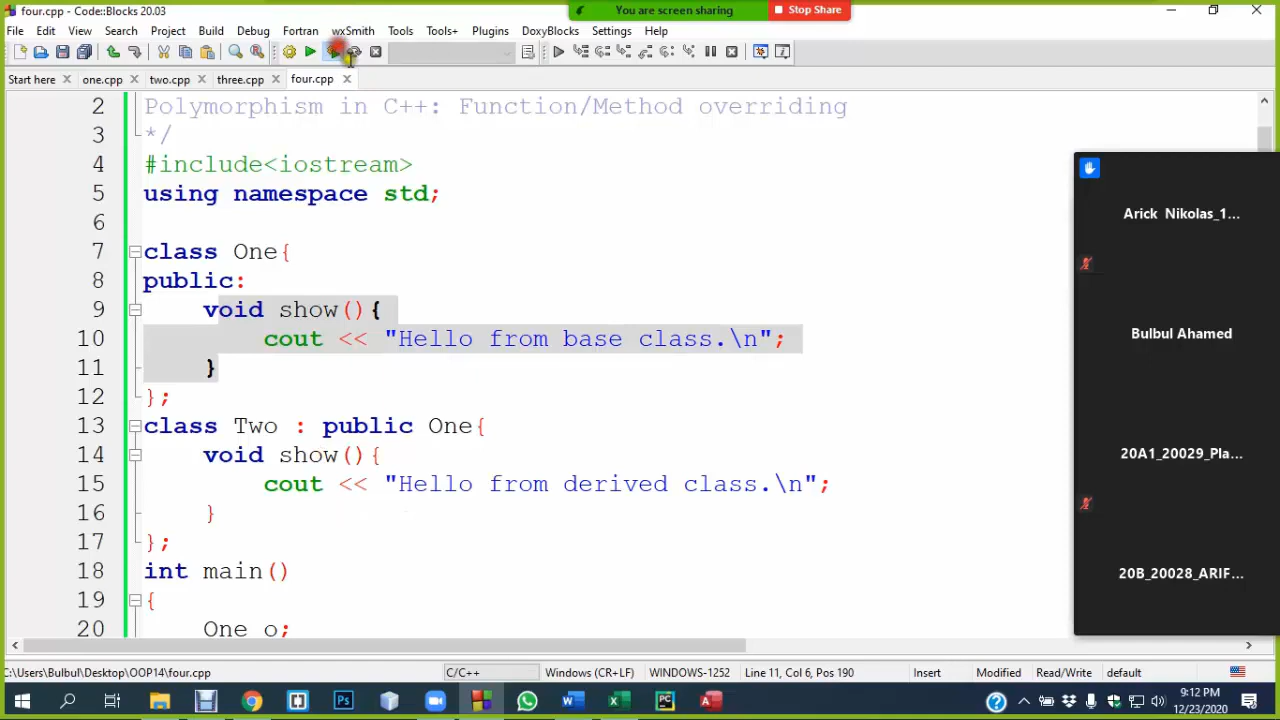 four.cpp - Code::Blocks 20.03
You are screen sharing
Stop Share
File Edit View Search Project Build Debug Fortran wxSmith Tools Tools+ Plugins DoxyBlocks Settings Help
Start here one.cpp two.cpp three.cpp four.cpp
2 Polymorphism in C++: Function/Method overriding
3 */
4 #include<iostream>
5 using namespace std;
6
7 class One{
8 public:
9 void show(){
10 cout << "Hello from base class.\n";
11 }
12 };
13 class Two : public One{
14 void show(){
15 cout << "Hello from derived class.\n";
16 }
17 };
18 int main()
19 {
20 One o;
Arick Nikolas_1...
Bulbul Ahamed
20A1_20029_Pla...
20B_20028_ARIF...
C:\Users\Bulbul\Desktop\OOP14\four.cpp C/C++ Windows (CR+LF) WINDOWS-1252 Line 11, Col 6, Pos 190 Insert Modified Read/Write default
9:12 PM
12/23/2020